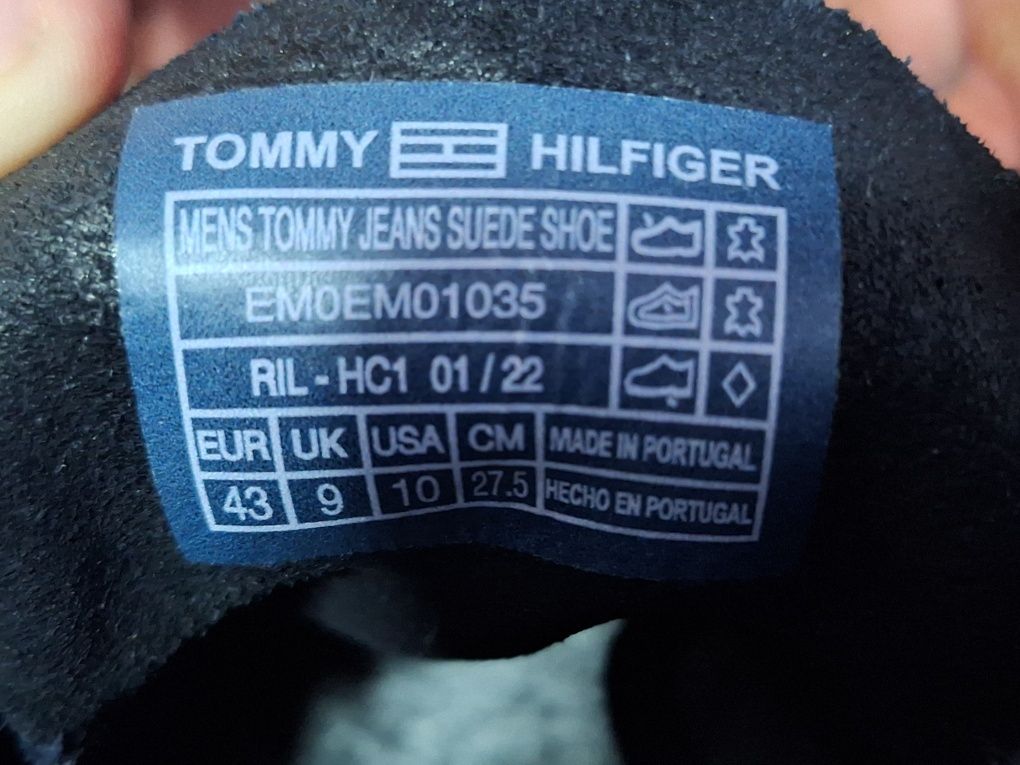 TOMMY HILFIGER
MENS TOMMY JEANS SUEDE SHOE
EM0EM01035
RIL - HC1 01 / 22
EUR UK USA CM MADE IN PORTUGAL
43 9 10 27.5 HECHO EN PORTUGAL